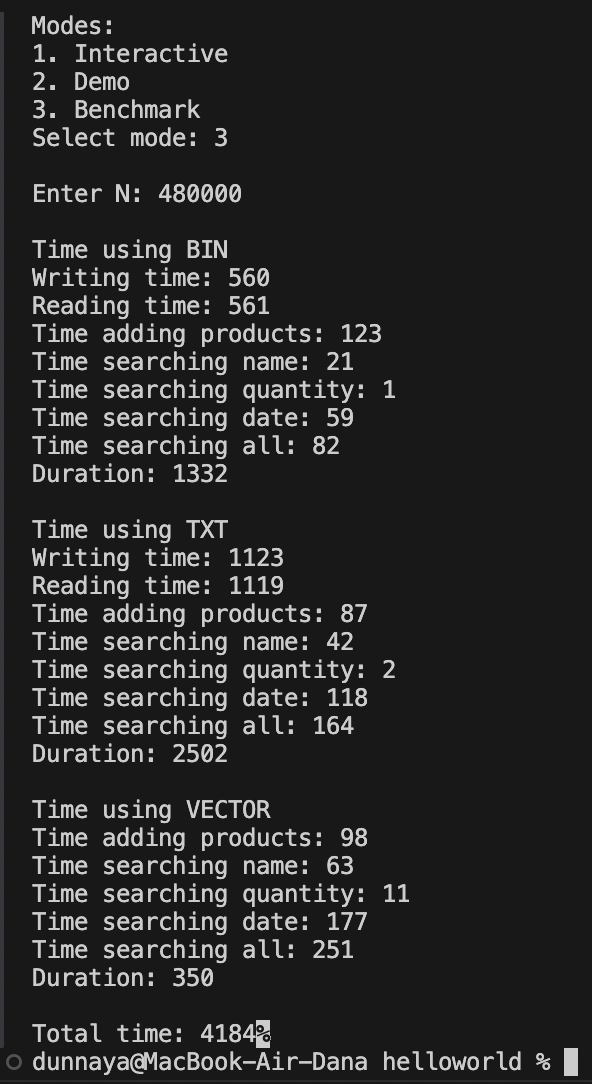 Modes:
1. Interactive
2. Demo
3. Benchmark
Select mode: 3
Enter N: 480000
Time using BIN
Writing time: 560
Reading time: 561
Time adding products: 123
Time searching name: 21
Time searching quantity: 1
Time searching date: 59
Time searching all: 82
Duration: 1332
Time using TXT
Writing time: 1123
Reading time: 1119
Time adding products: 87
Time searching name: 42
Time searching quantity: 2
Time searching date: 118
Time searching all: 164
Duration: 2502
Time using VECTOR
Time adding products: 98
Time searching name: 63
Time searching quantity: 11
Time searching date: 177
Time searching all: 251
Duration: 350
Total time: 4184%
dunnaya@MacBook-Air-Dana helloworld %